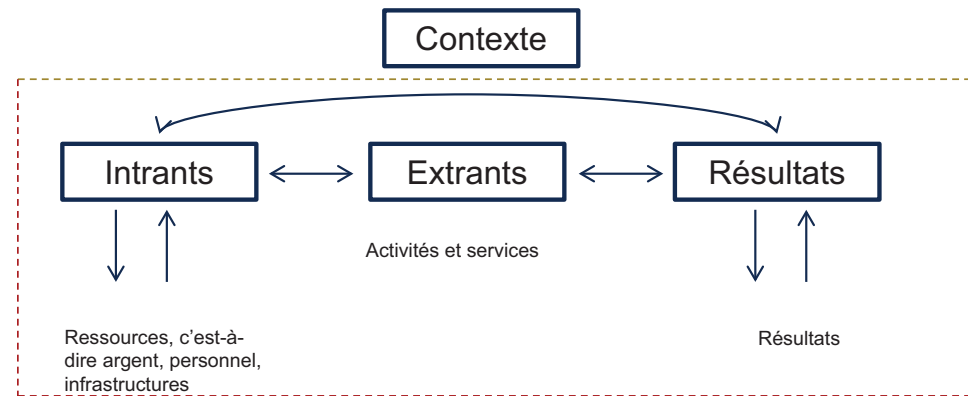 Contexte
Intrants
Extrants
Résultats
Activités et services
Ressources, c’est-à-
dire argent, personnel,
infrastructures
Résultats